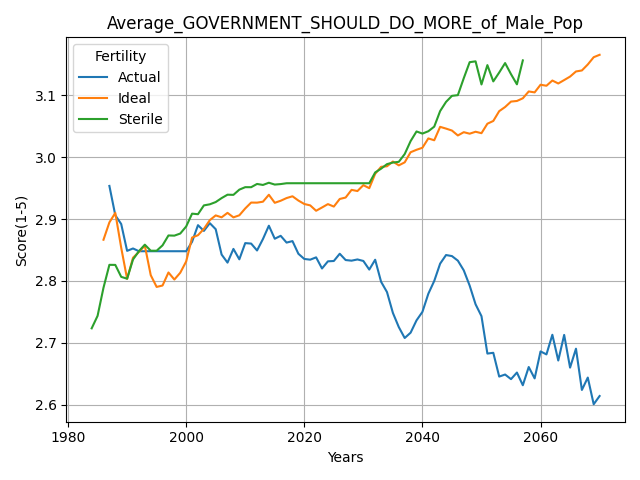 Average_GOVERNMENT_SHOULD_DO_MORE_of_Male_Pop
Fertility
Actual
Ideal
Sterile
Score(1-5)
3.1
3.0
2.9
2.8
2.7
2.6
1980
2000
2020
2040
2060
Years